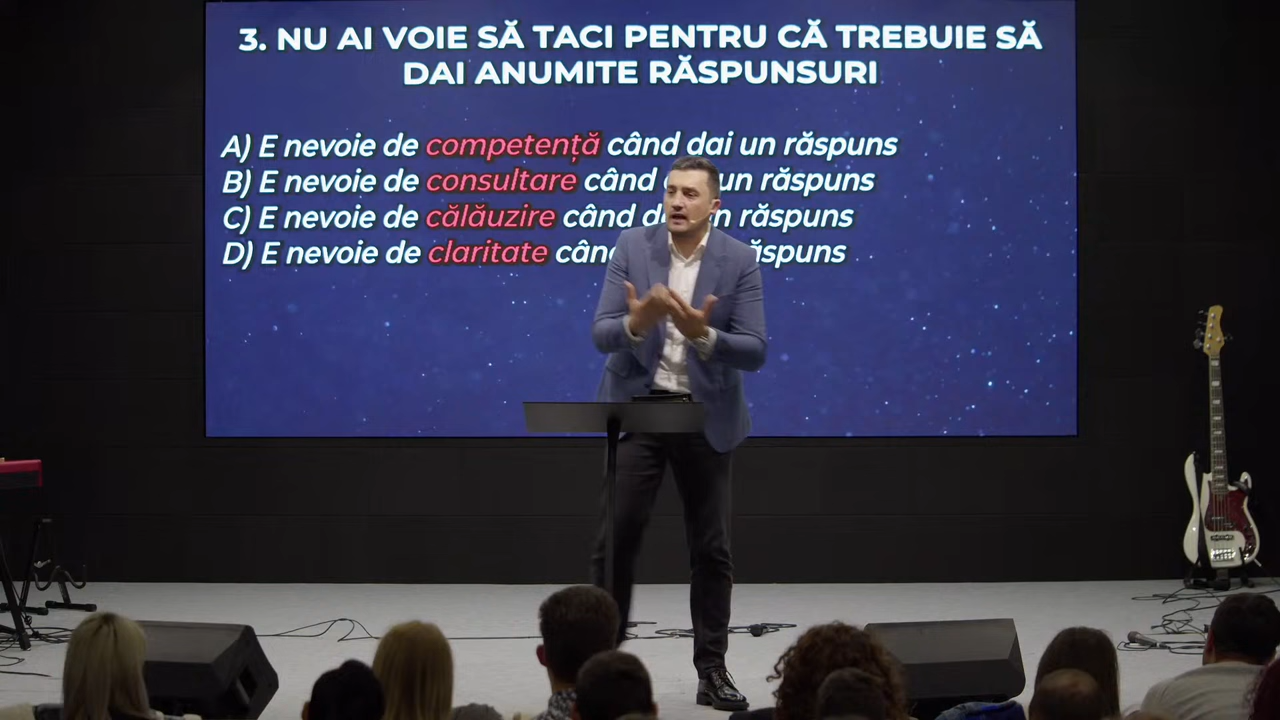 3. NU AI VOIE SĂ TACI PENTRU CĂ TREBUIE SĂ
DAI ANUMITE RĂSPUNSURI
A) E nevoie de competență când dai un răspuns
B) E nevoie de consultare când un răspuns
C) E nevoie de călăuzire când răspuns
D) E nevoie de claritate